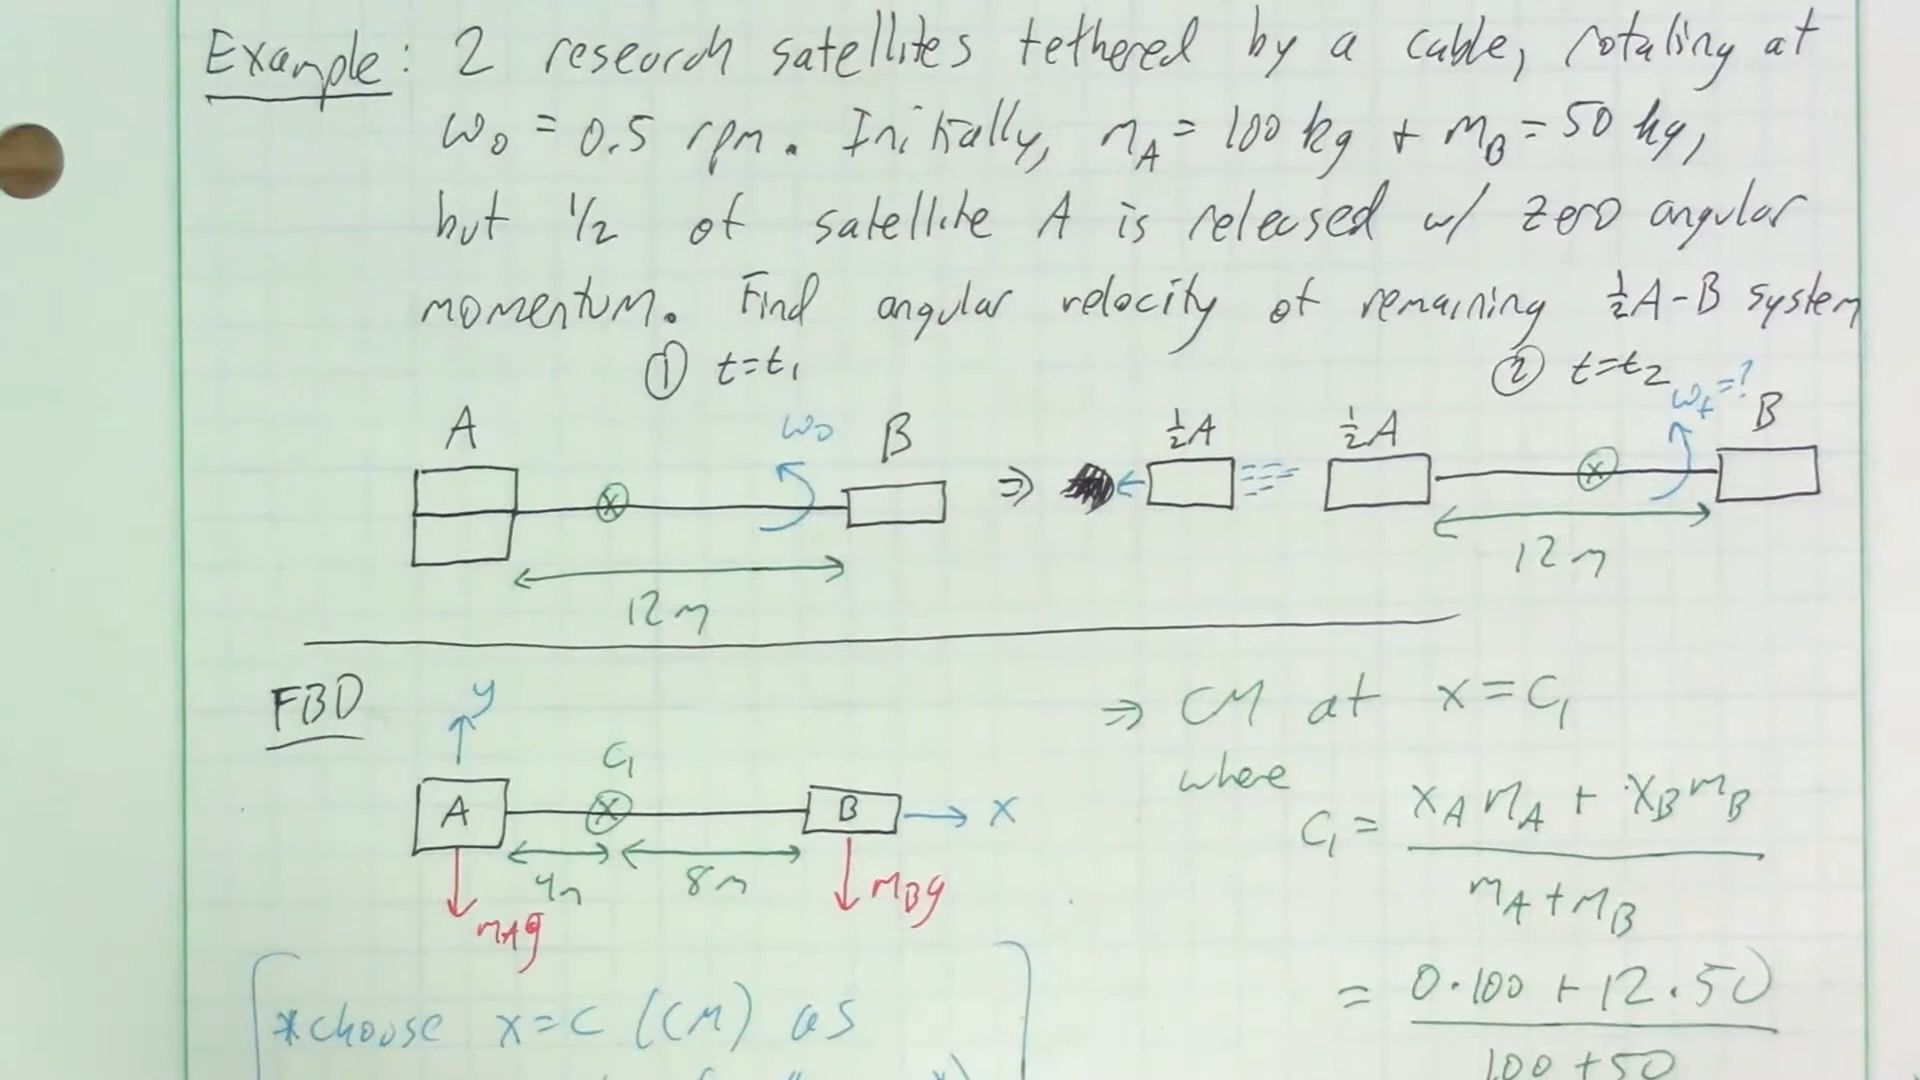 Example: 2 research satellites tethered by a cable, rotating at
ω₀ = 0.5 rpm. Initially, mA = 100 kg + mB = 50 kg,
but 1/2 of satellite A is released w/ zero angular
momentum. Find angular velocity of remaining ½A-B system
① t=t₁
② t=t₂
A
ω₀
B
⇒
½A
½A
ωf=?
B
12m
12m
FBD
y
C₁
A
B
x
4m
8m
mAg
mBg
⇒ CM at x = C₁
where
C₁ = (xA mA + xB mB) / (mA + mB)
= (0·100 + 12·50) / (100 + 50)
*choose x=C (CM) as